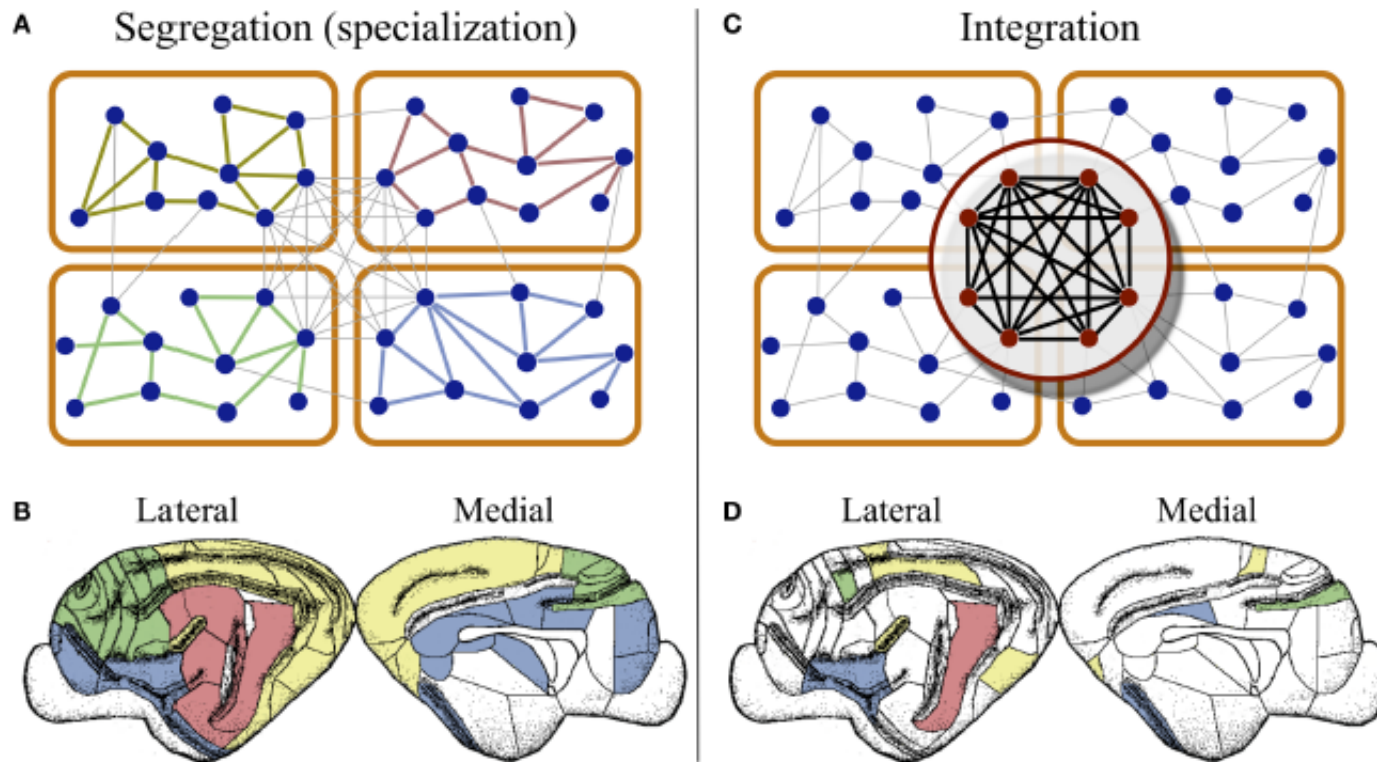 A Segregation (specialization)
C Integration
B Lateral Medial
D Lateral Medial